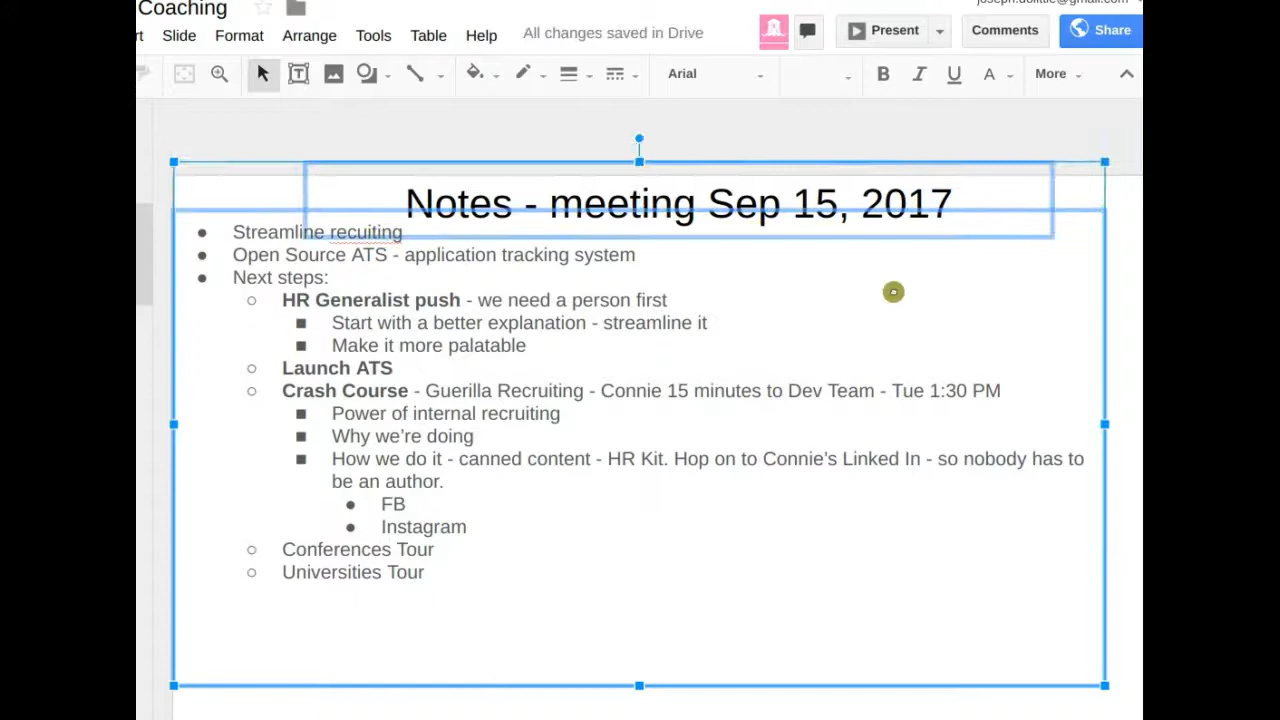 Coaching
Slide Format Arrange Tools Table Help All changes saved in Drive
Present Comments Share
Arial B I U A More
Notes - meeting Sep 15, 2017
● Streamline recuiting
● Open Source ATS - application tracking system
● Next steps:
○ HR Generalist push - we need a person first
■ Start with a better explanation - streamline it
■ Make it more palatable
○ Launch ATS
○ Crash Course - Guerilla Recruiting - Connie 15 minutes to Dev Team - Tue 1:30 PM
■ Power of internal recruiting
■ Why we're doing
■ How we do it - canned content - HR Kit. Hop on to Connie's Linked In - so nobody has to
be an author.
● FB
● Instagram
○ Conferences Tour
○ Universities Tour